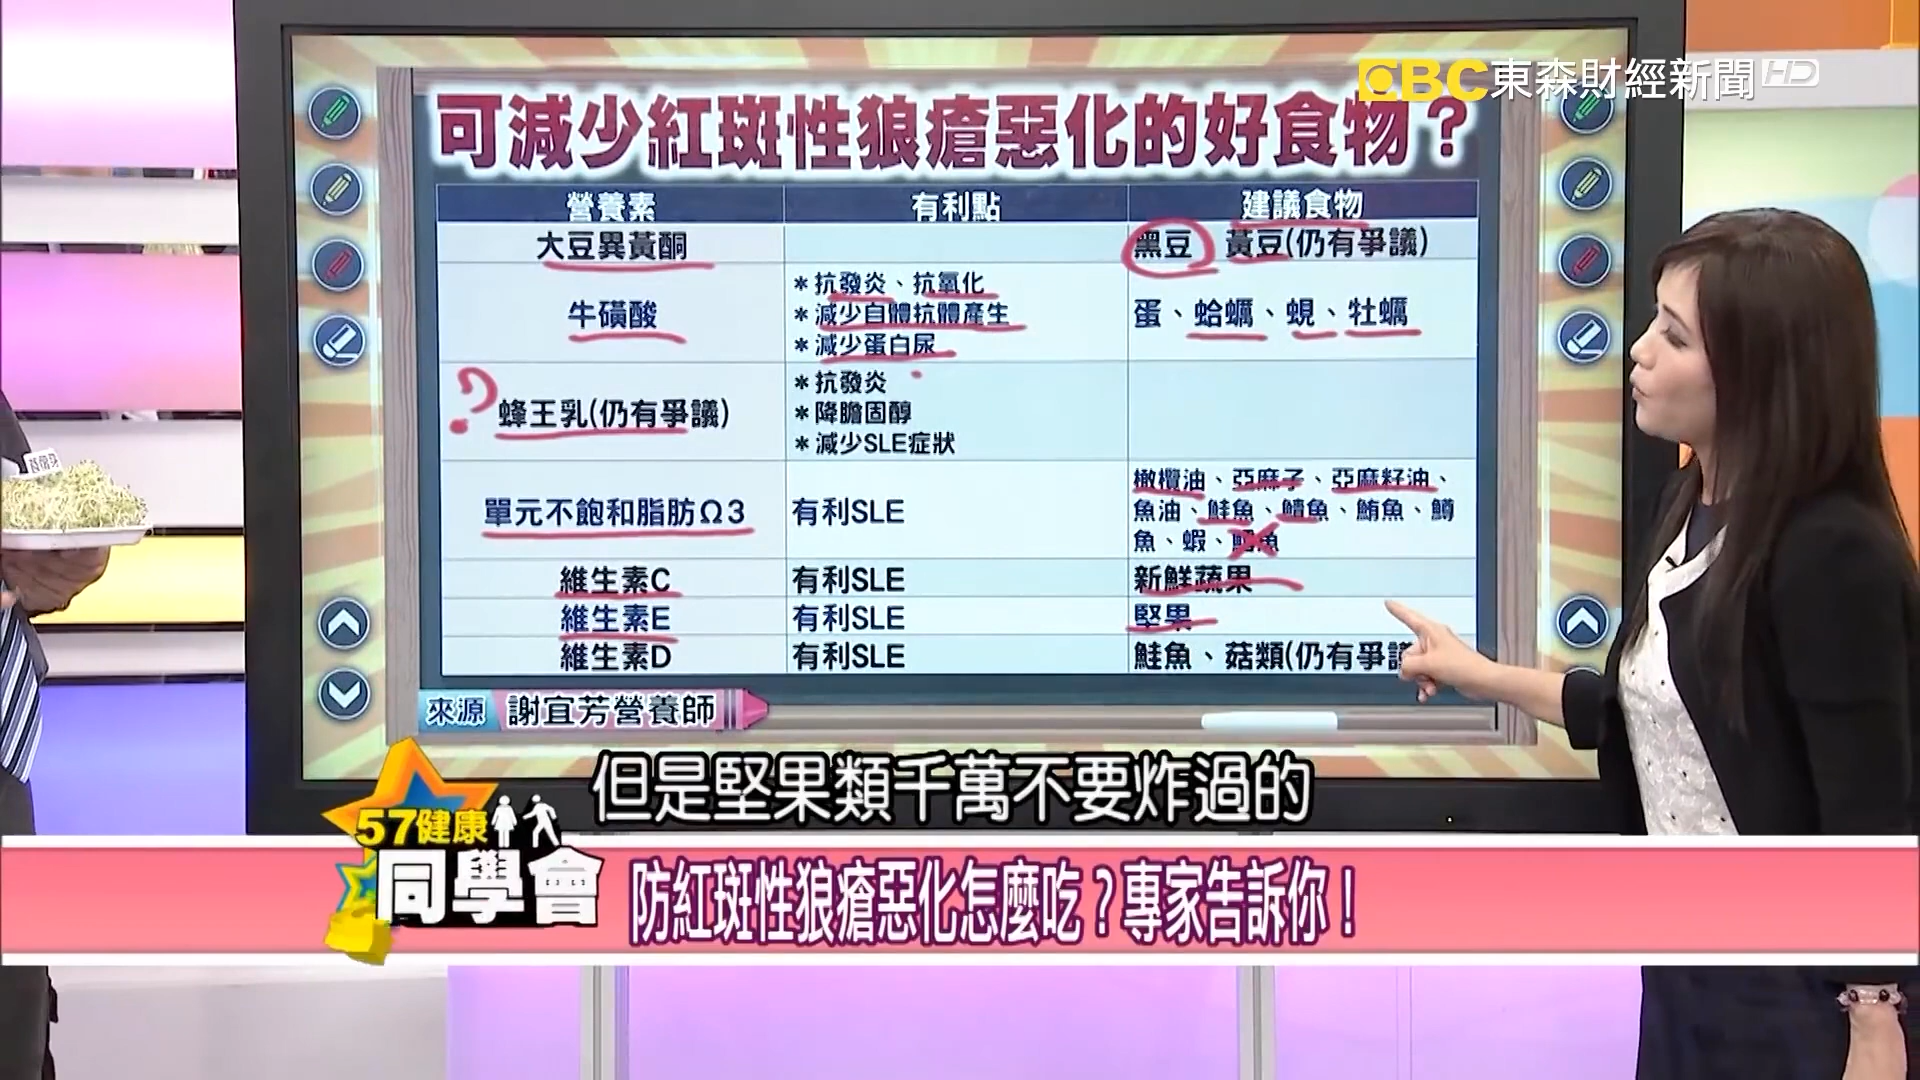 EBC 東森財經新聞 HD
可減少紅斑性狼瘡惡化的好食物?
營養素 有利點 建議食物
大豆異黃酮 黑豆 黃豆(仍有爭議)
牛磺酸 *抗發炎、抗氧化 蛋、蛤蠣、蜆、牡蠣
*減少自體抗體產生
*減少蛋白尿
? 蜂王乳(仍有爭議) *抗發炎
*降膽固醇
*減少SLE症狀
單元不飽和脂肪Ω3 有利SLE 橄欖油、亞麻子、亞麻籽油、
魚油、鮭魚、鯖魚、鮪魚、鱒
魚、蝦、魚
維生素C 有利SLE 新鮮蔬果
維生素E 有利SLE 堅果
維生素D 有利SLE 鮭魚、菇類(仍有爭議
來源 謝宜芳營養師
但是堅果類千萬不要炸過的
57健康
同學會
防紅斑性狼瘡惡化怎麼吃?專家告訴你!